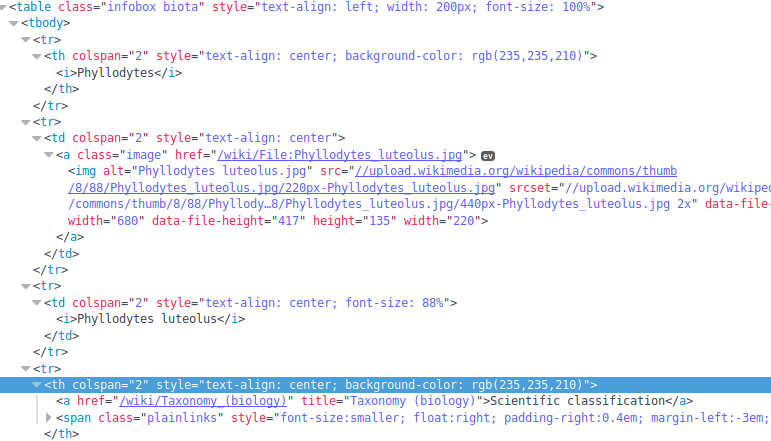 <table class="infobox biota" style="text-align: left; width: 200px; font-size: 100%">
<tbody>
<tr>
<th colspan="2" style="text-align: center; background-color: rgb(235,235,210)">
<i>Phyllodytes</i>
</th>
</tr>
<tr>
<td colspan="2" style="text-align: center">
<a class="image" href="/wiki/File:Phyllodytes_luteolus.jpg"> ev
<img alt="Phyllodytes luteolus.jpg" src="//upload.wikimedia.org/wikipedia/commons/thumb
/8/88/Phyllodytes_luteolus.jpg/220px-Phyllodytes_luteolus.jpg" srcset="//upload.wikimedia.org/wikiped
/commons/thumb/8/88/Phyllody…8/Phyllodytes_luteolus.jpg/440px-Phyllodytes_luteolus.jpg 2x" data-file-
width="680" data-file-height="417" height="135" width="220">
</a>
</td>
</tr>
<tr>
<td colspan="2" style="text-align: center; font-size: 88%">
<i>Phyllodytes luteolus</i>
</td>
</tr>
<tr>
<th colspan="2" style="text-align: center; background-color: rgb(235,235,210)">
<a href="/wiki/Taxonomy_(biology)" title="Taxonomy (biology)">Scientific classification</a>
<span class="plainlinks" style="font-size:smaller; float:right; padding-right:0.4em; margin-left:-3em;
</th>